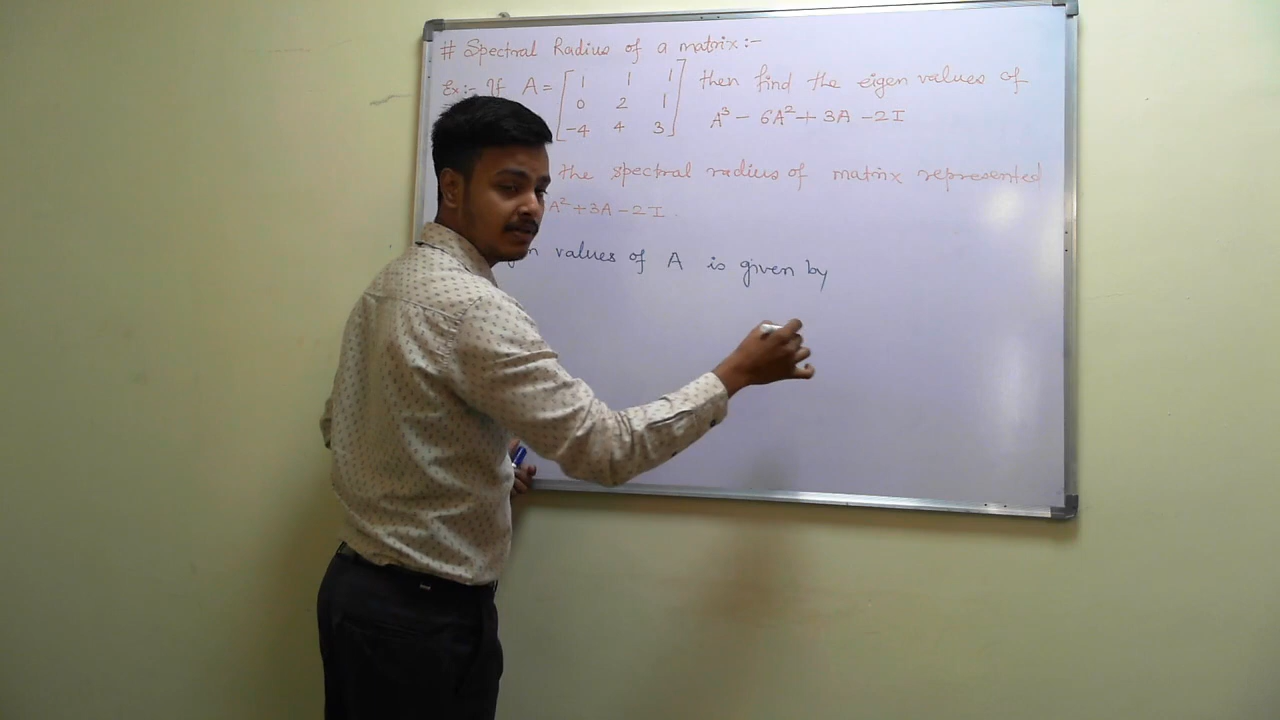 # Spectral Radius of a matrix:-
Ex:- If A = [ 1 1 1 ] then find the eigen values of
0 2 1 A³ - 6A² + 3A - 2I
-4 4 3
the spectral radius of matrix represented
A² + 3A - 2I.
values of A is given by